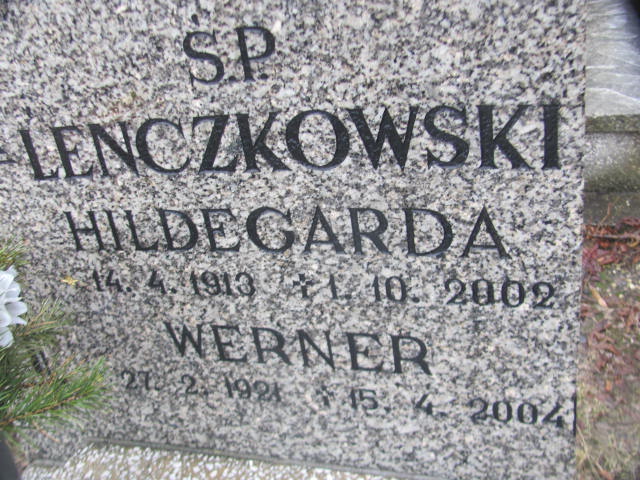 Ś.P.
-LENCZKOWSKI
HILDEGARDA
14. 4. 1913 +1. 10. 2002
WERNER
27. 2. 1921 +15. 4. 2004